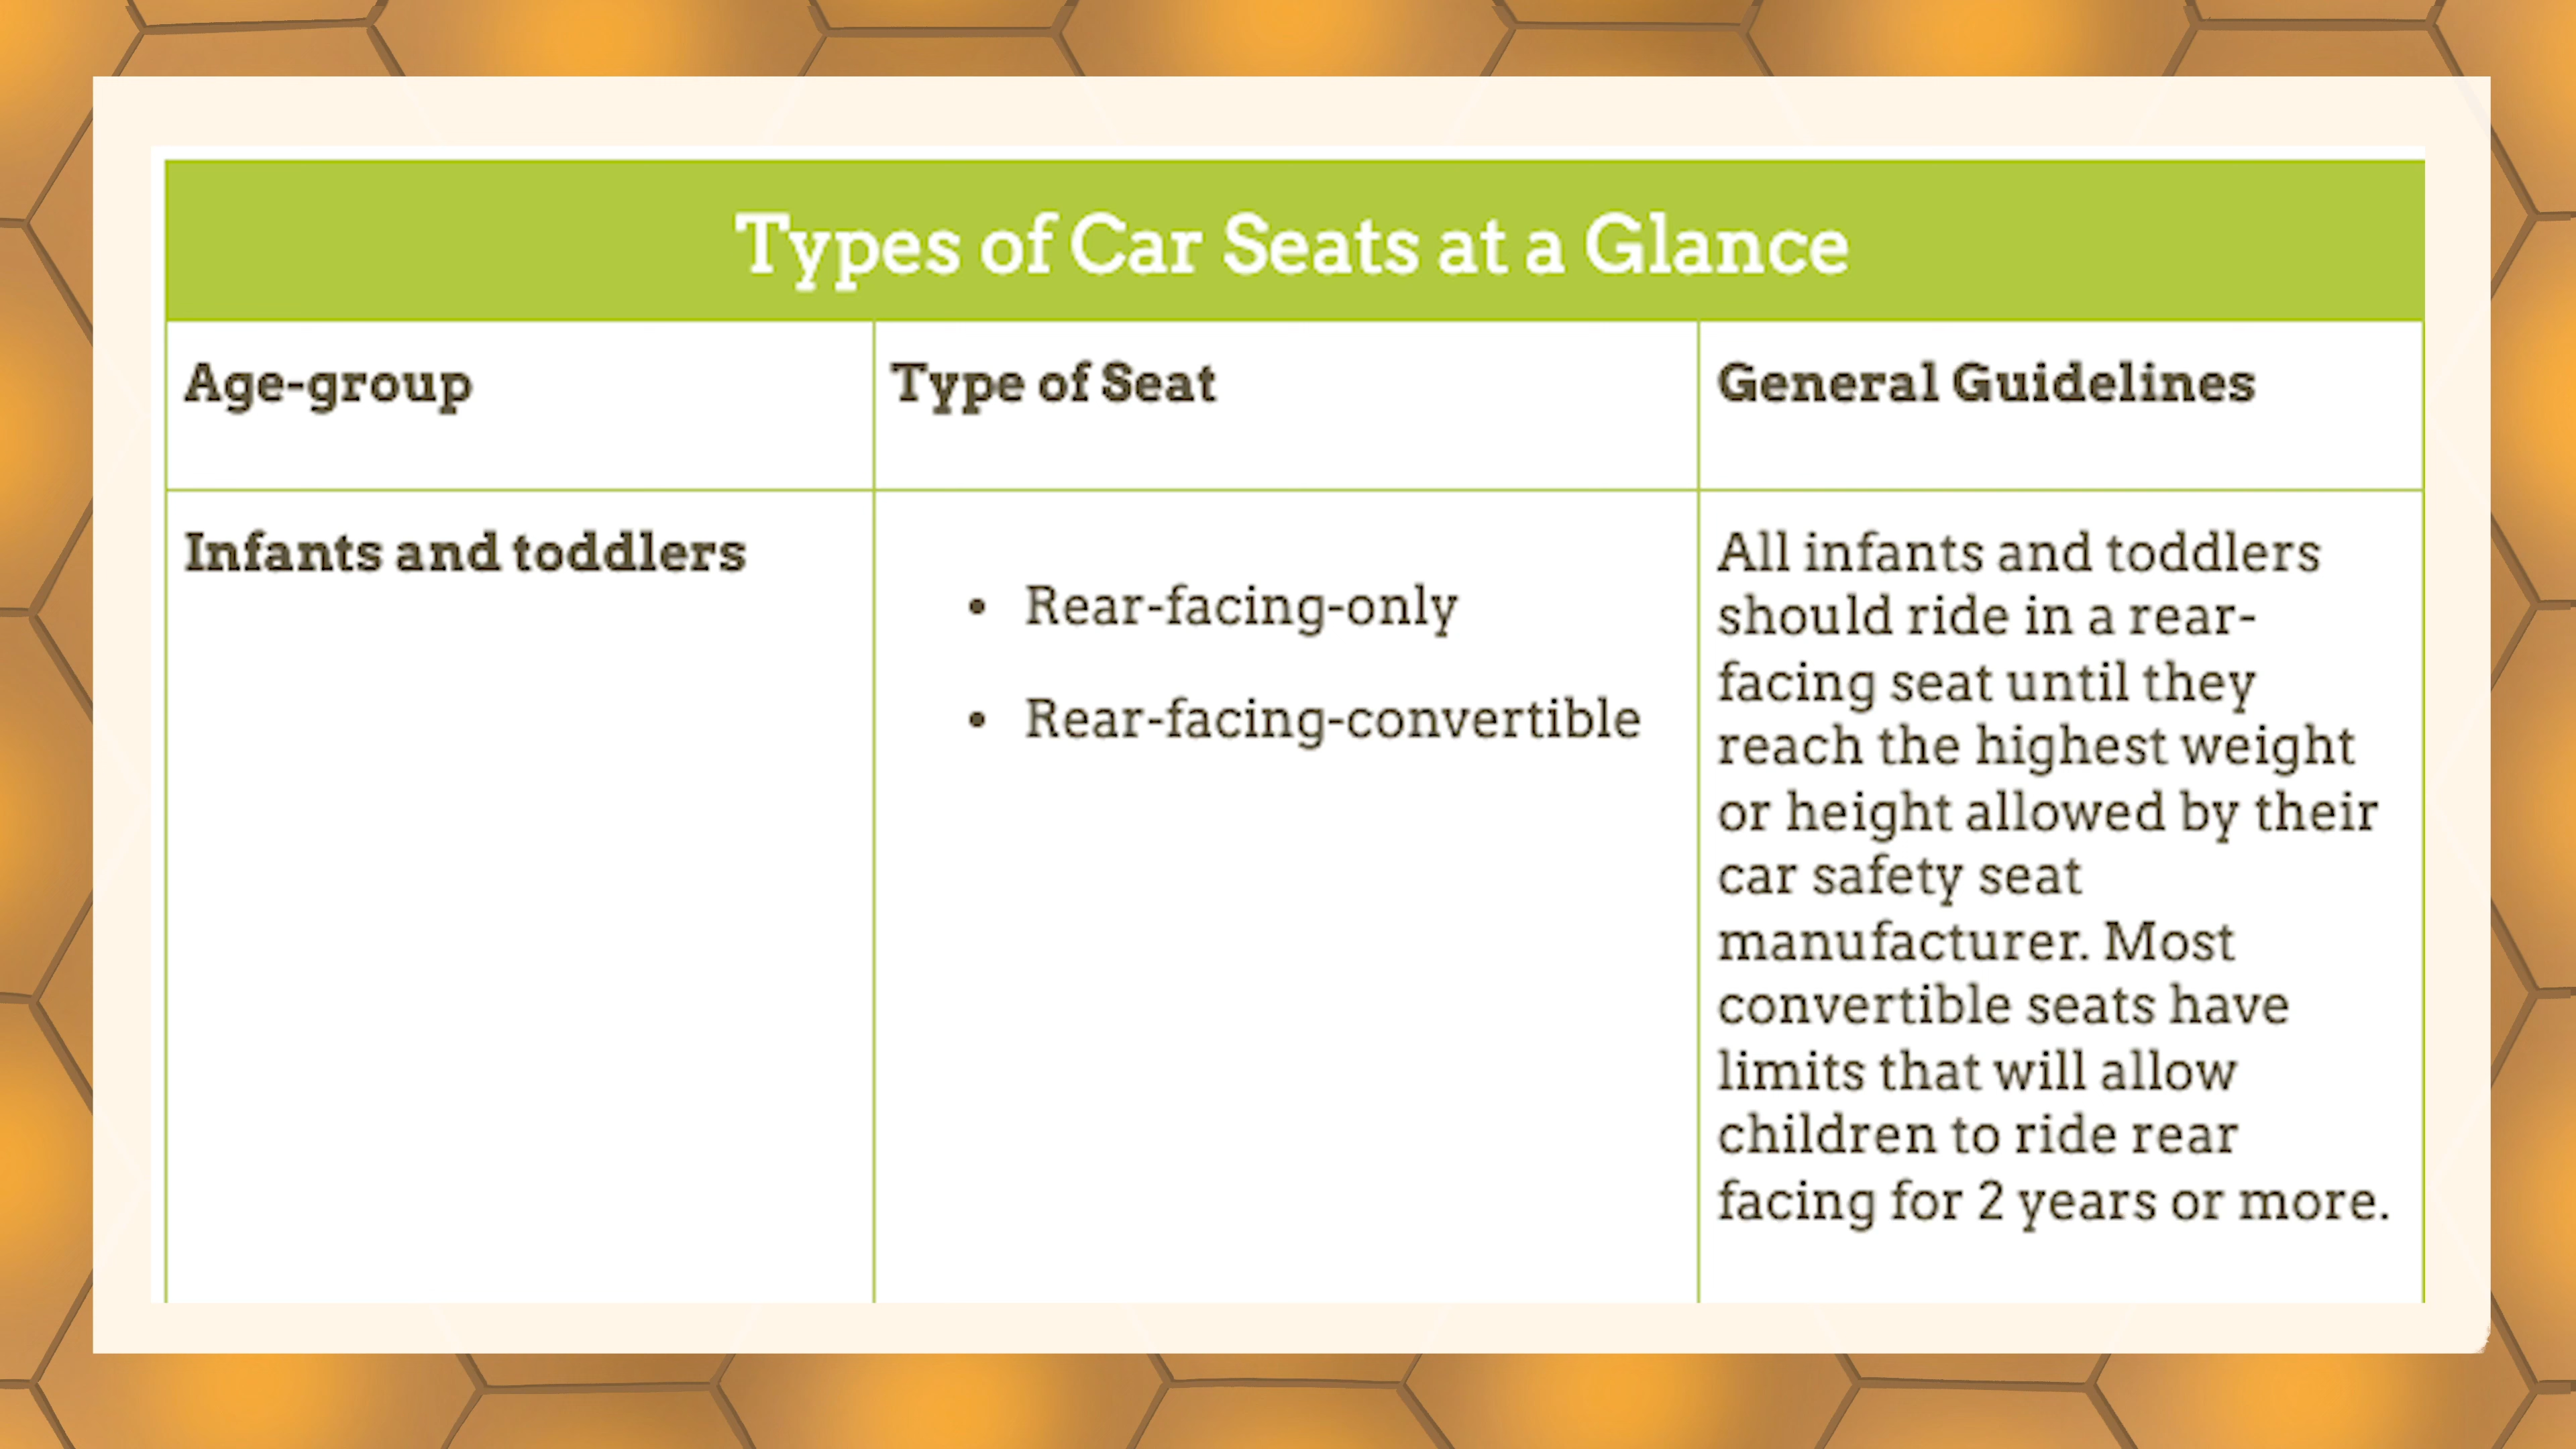 Types of Car Seats at a Glance
Age-group
Type of Seat
General Guidelines
Infants and toddlers
• Rear-facing-only
• Rear-facing-convertible
All infants and toddlers
should ride in a rear-
facing seat until they
reach the highest weight
or height allowed by their
car safety seat
manufacturer. Most
convertible seats have
limits that will allow
children to ride rear
facing for 2 years or more.